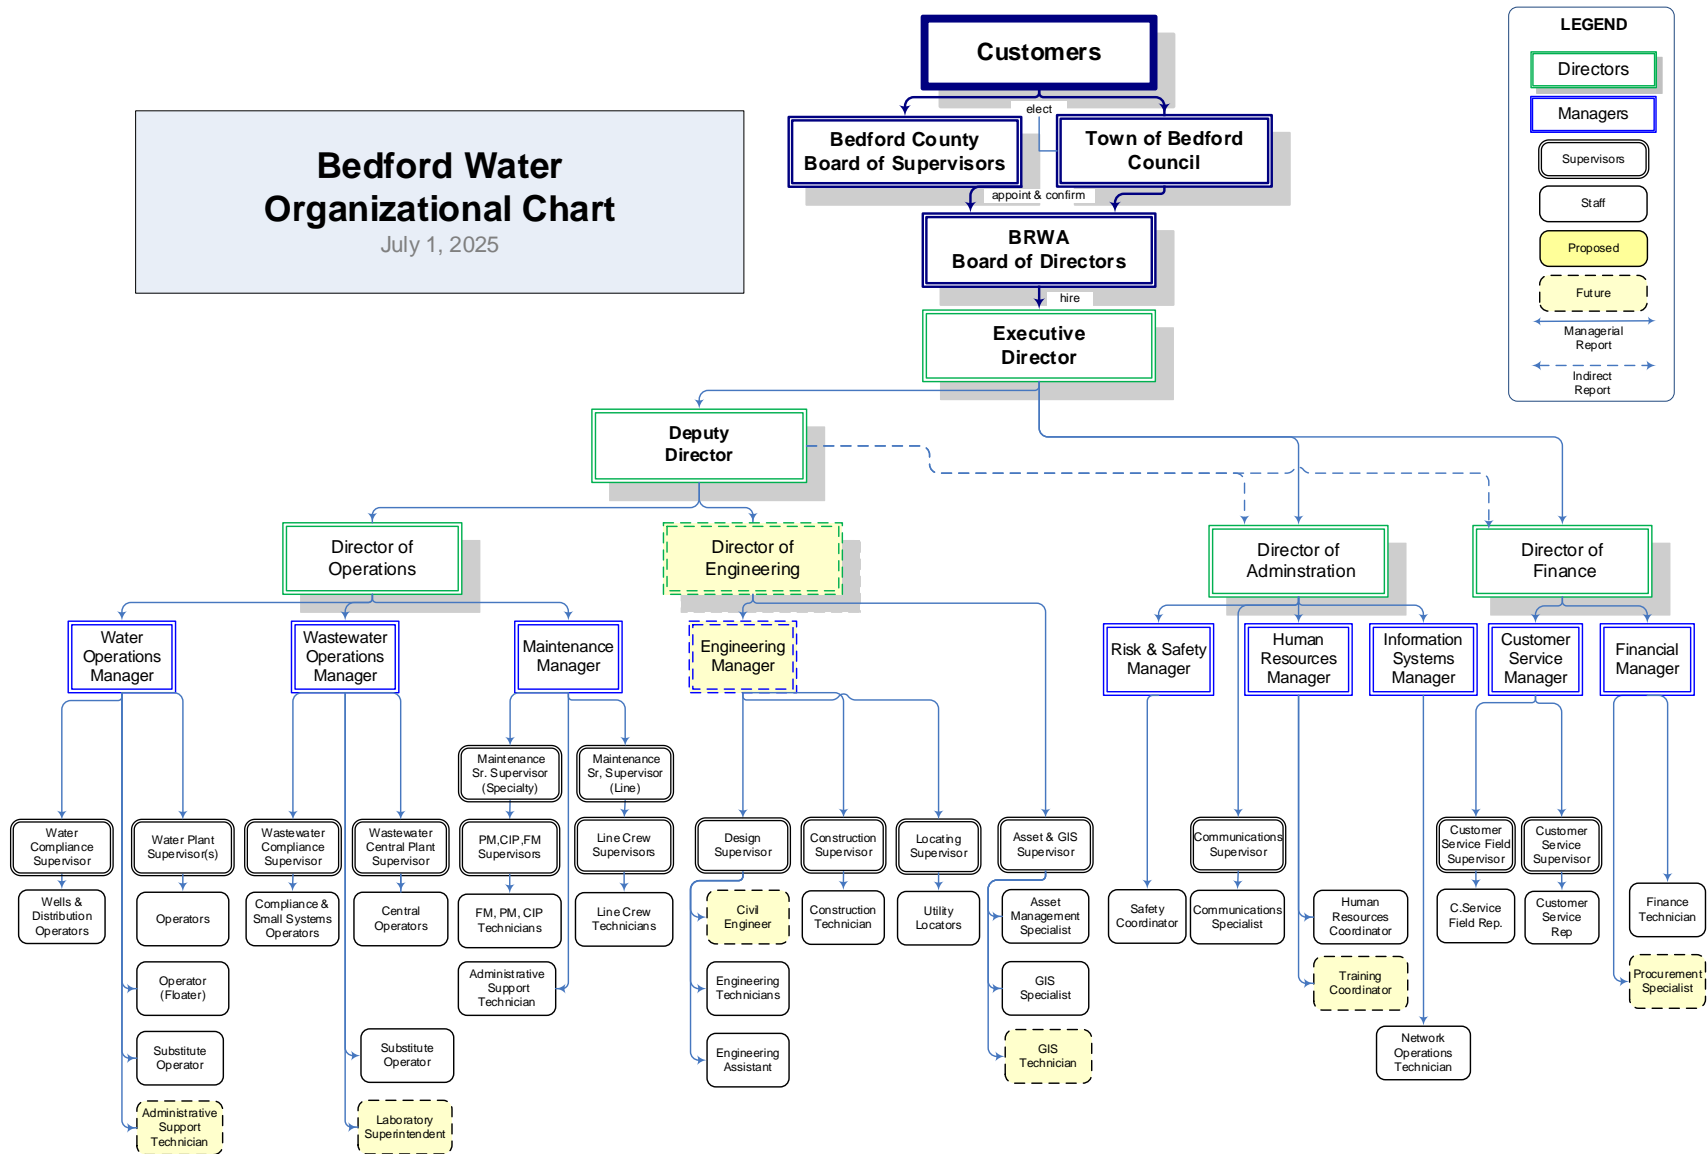 Customers
LEGEND
Directors
Managers
Supervisors
Staff
Proposed
Future
Managerial
Report
Indirect
Report
elect
Bedford County
Board of Supervisors
Town of Bedford
Council
Bedford Water
Organizational Chart
July 1, 2025
appoint & confirm
BRWA
Board of Directors
hire
Executive
Director
Deputy
Director
Director of
Operations
Director of
Engineering
Director of
Adminstration
Director of
Finance
Water
Operations
Manager
Wastewater
Operations
Manager
Maintenance
Manager
Engineering
Manager
Risk & Safety
Manager
Human
Resources
Manager
Information
Systems
Manager
Customer
Service
Manager
Financial
Manager
Maintenance
Sr. Supervisor
(Specialty)
Maintenance
Sr, Supervisor
(Line)
Water
Compliance
Supervisor
Water Plant
Supervisor(s)
Wastewater
Compliance
Supervisor
Wastewater
Central Plant
Supervisor
PM,CIP,FM
Supervisors
Line Crew
Supervisors
Design
Supervisor
Construction
Supervisor
Locating
Supervisor
Asset & GIS
Supervisor
Communications
Supervisor
Customer
Service Field
Supervisor
Customer
Service
Supervisor
Wells &
Distribution
Operators
Operators
Compliance &
Small Systems
Operators
Central
Operators
FM, PM, CIP
Technicians
Line Crew
Technicians
Civil
Engineer
Construction
Technician
Utility
Locators
Asset
Management
Specialist
Safety
Coordinator
Communications
Specialist
Human
Resources
Coordinator
C.Service
Field Rep.
Customer
Service
Rep
Finance
Technician
Operator
(Floater)
Administrative
Support
Technician
Engineering
Technicians
GIS
Specialist
Training
Coordinator
Procurement
Specialist
Substitute
Operator
Substitute
Operator
Engineering
Assistant
GIS
Technician
Network
Operations
Technician
Administrative
Support
Technician
Laboratory
Superintendent